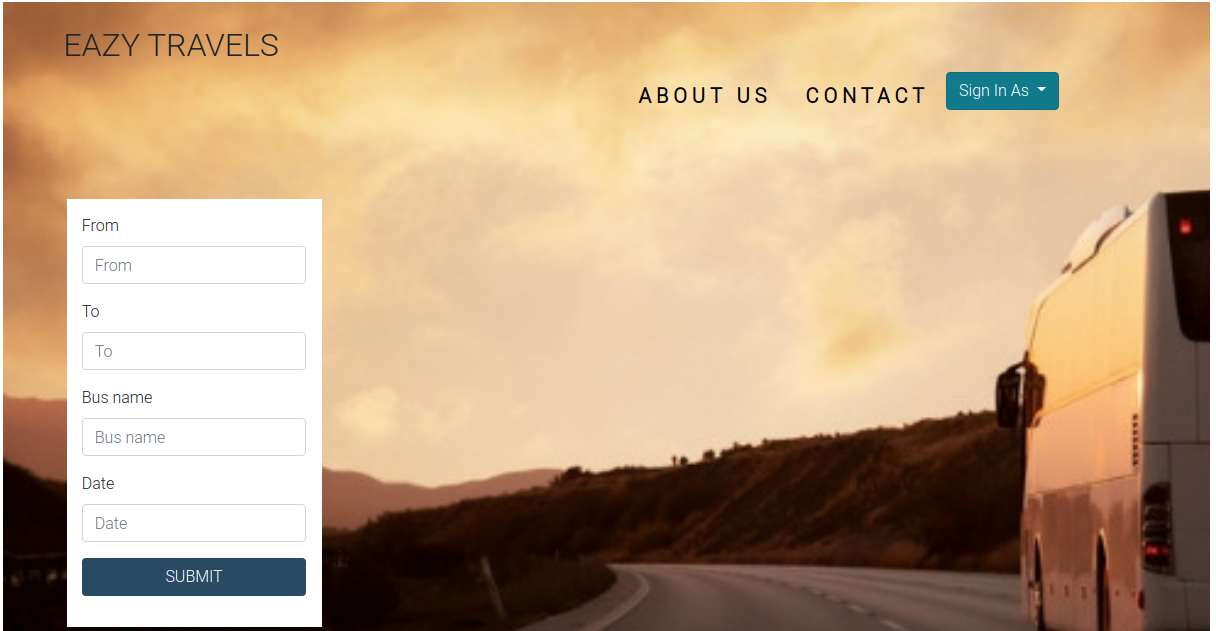 EAZY TRAVELS
ABOUT US CONTACT Sign In As
From
From
To
To
Bus name
Bus name
Date
Date
SUBMIT